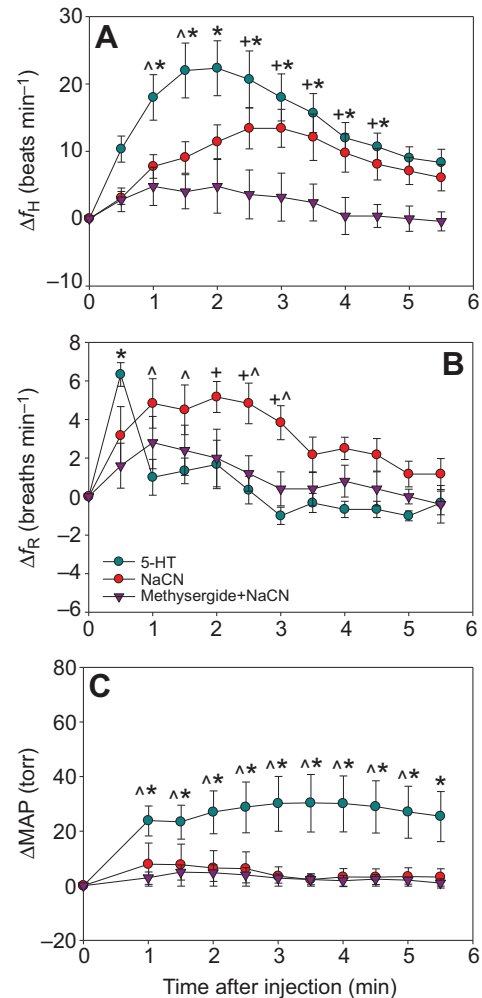 A
30
20
10
0
–10
Δf_H (beats min⁻¹)
^* ^* * +* +* +* +* +*
0 1 2 3 4 5 6
B
8
6
4
2
0
–2
–4
–6
Δf_R (breaths min⁻¹)
* ^ ^ + +^ +^
5-HT
NaCN
Methysergide+NaCN
0 1 2 3 4 5 6
C
80
60
40
20
0
–20
ΔMAP (torr)
^* ^* ^* ^* ^* ^* ^* ^* ^* *
0 1 2 3 4 5 6
Time after injection (min)